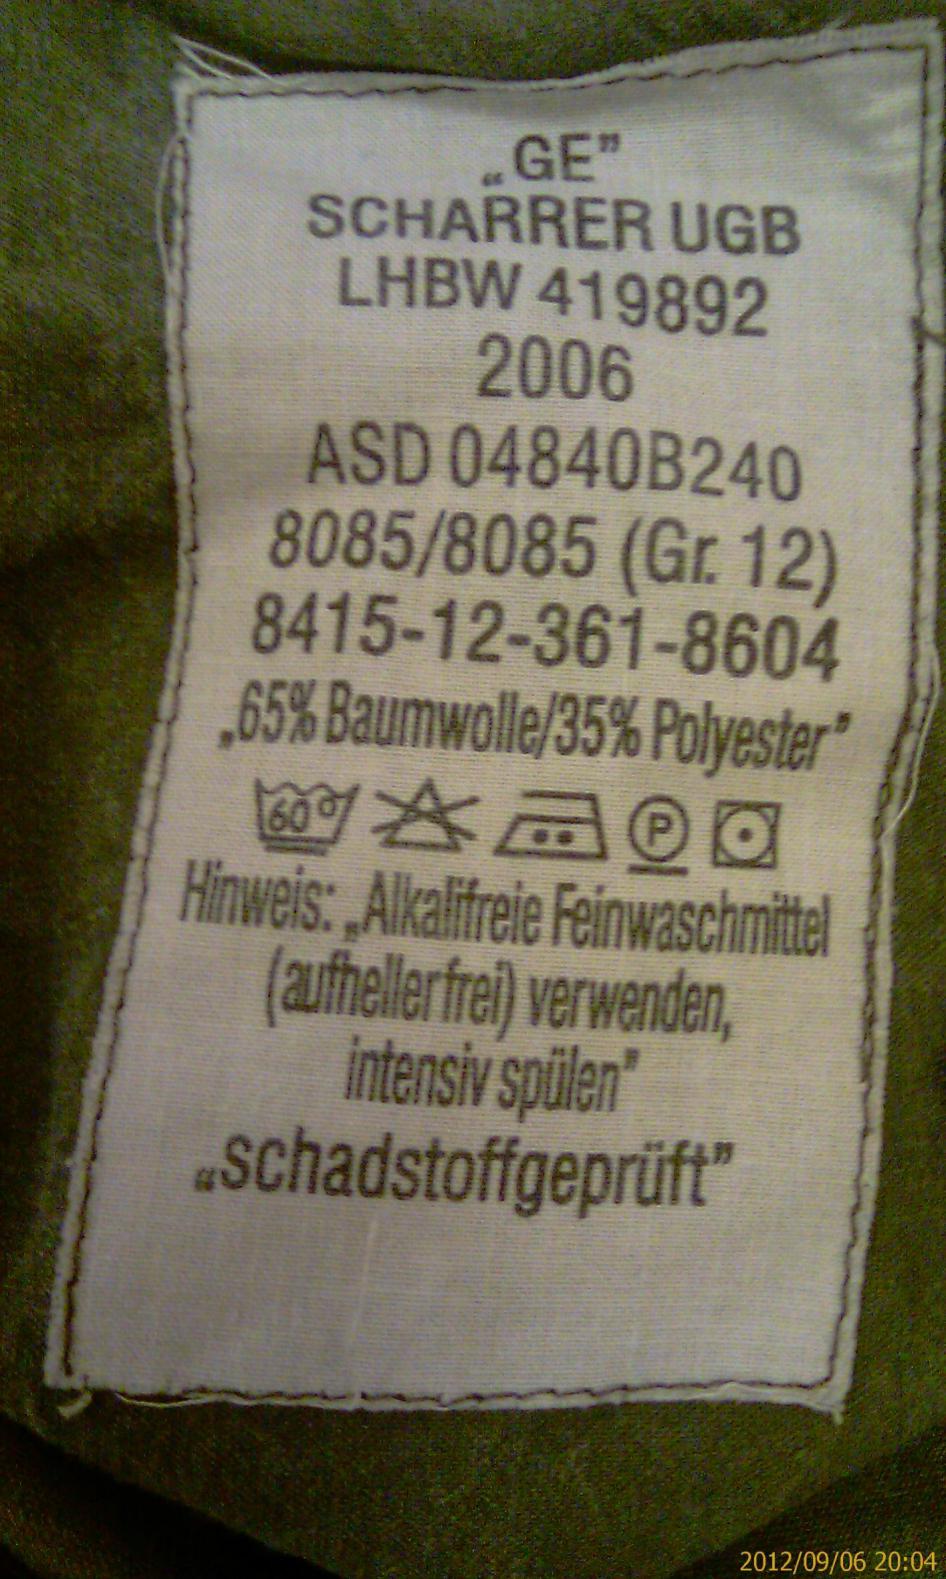 „GE”
SCHARRER UGB
LHBW 419892
2006
ASD 04840B240
8085/8085 (Gr. 12)
8415-12-361-8604
„65% Baumwolle/35% Polyester”
60°
P
Hinweis: „Alkalifreie Feinwaschmittel
(aufhellerfrei) verwenden,
intensiv spülen”
„schadstoffgeprüft”
2012/09/06 20:04